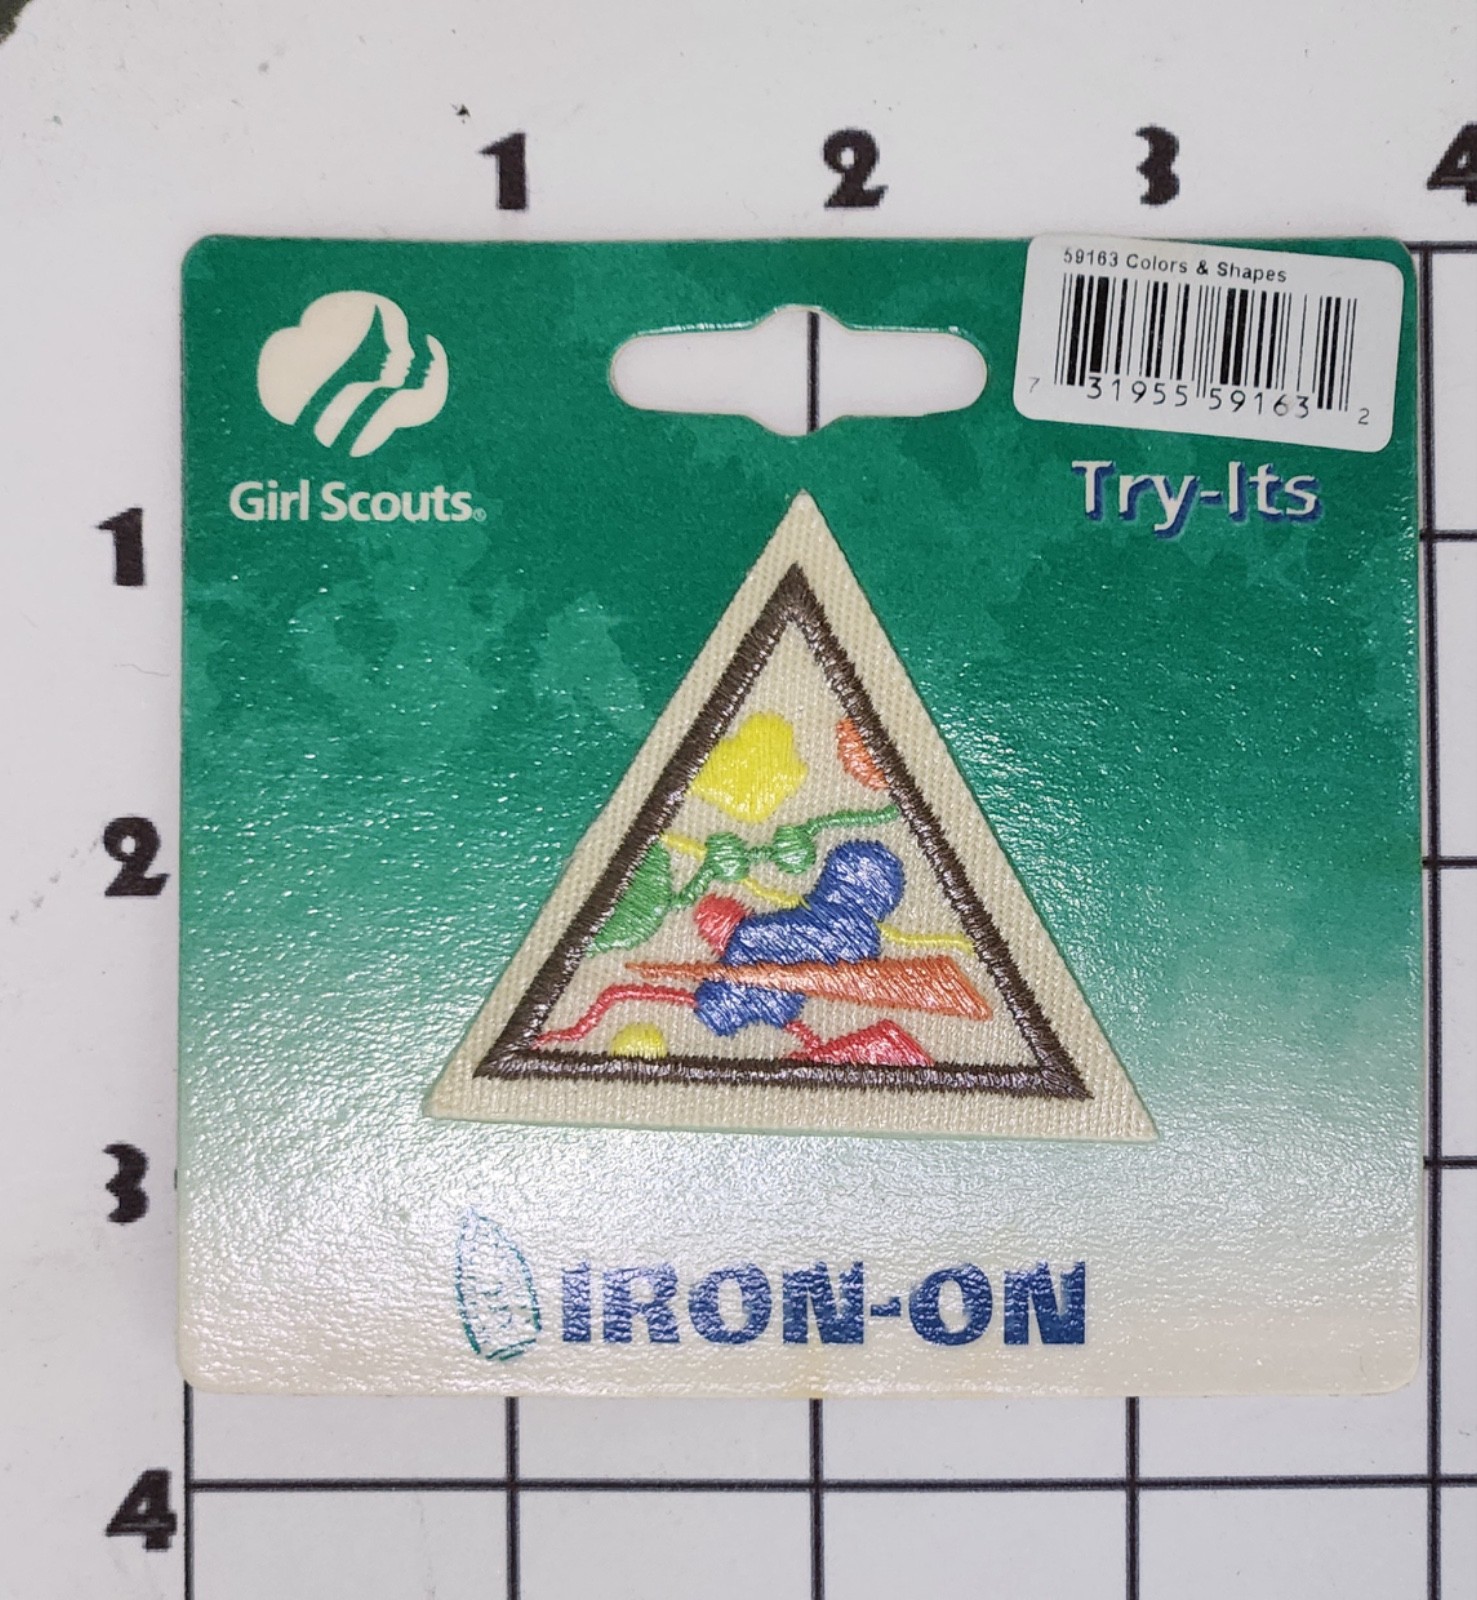 1 2 3 4
59163 Colors & Shapes
7 31955 59163 2
Girl Scouts®
Try-Its
1
2
3
IRON-ON
4